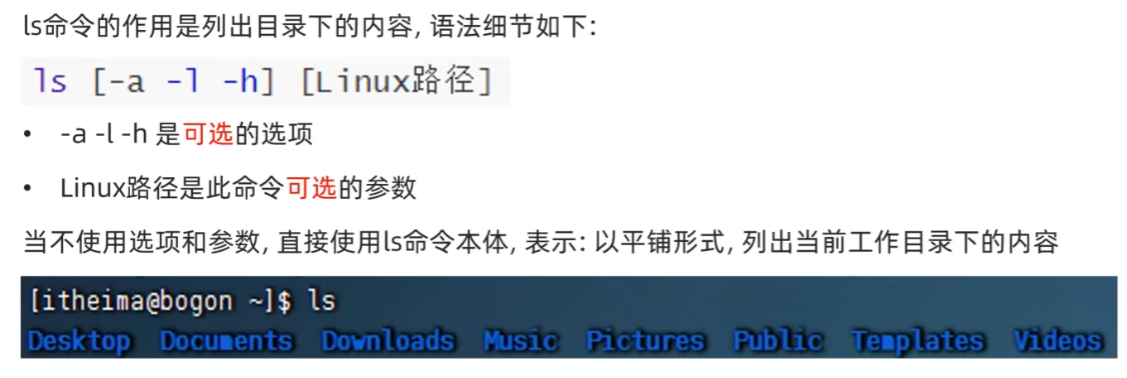 ls命令的作用是列出目录下的内容, 语法细节如下:
ls [-a -l -h] [Linux路径]
• -a -l -h 是可选的选项
• Linux路径是此命令可选的参数
当不使用选项和参数, 直接使用ls命令本体, 表示: 以平铺形式, 列出当前工作目录下的内容
[itheima@bogon ~]$ ls
Desktop Documents Downloads Music Pictures Public Templates Videos